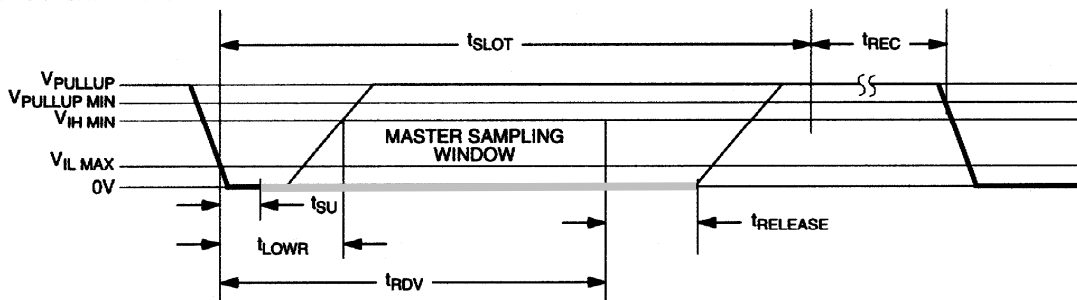 tSLOT
tREC
VPULLUP
VPULLUP MIN
VIH MIN
MASTER SAMPLING
WINDOW
VIL MAX
0V
tSU
tRELEASE
tLOWR
tRDV